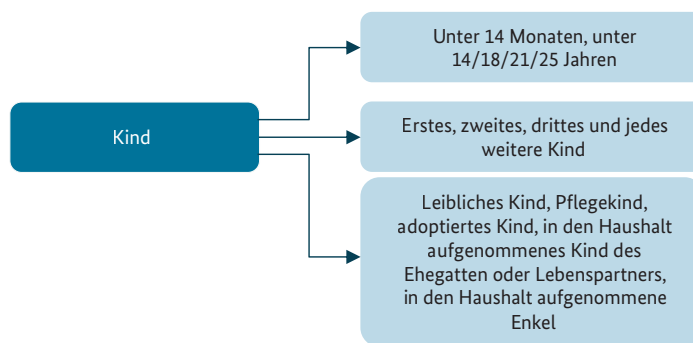 Kind
Unter 14 Monaten, unter
14/18/21/25 Jahren
Erstes, zweites, drittes und jedes
weitere Kind
Leibliches Kind, Pflegekind,
adoptiertes Kind, in den Haushalt
aufgenommenes Kind des
Ehegatten oder Lebenspartners,
in den Haushalt aufgenommene
Enkel